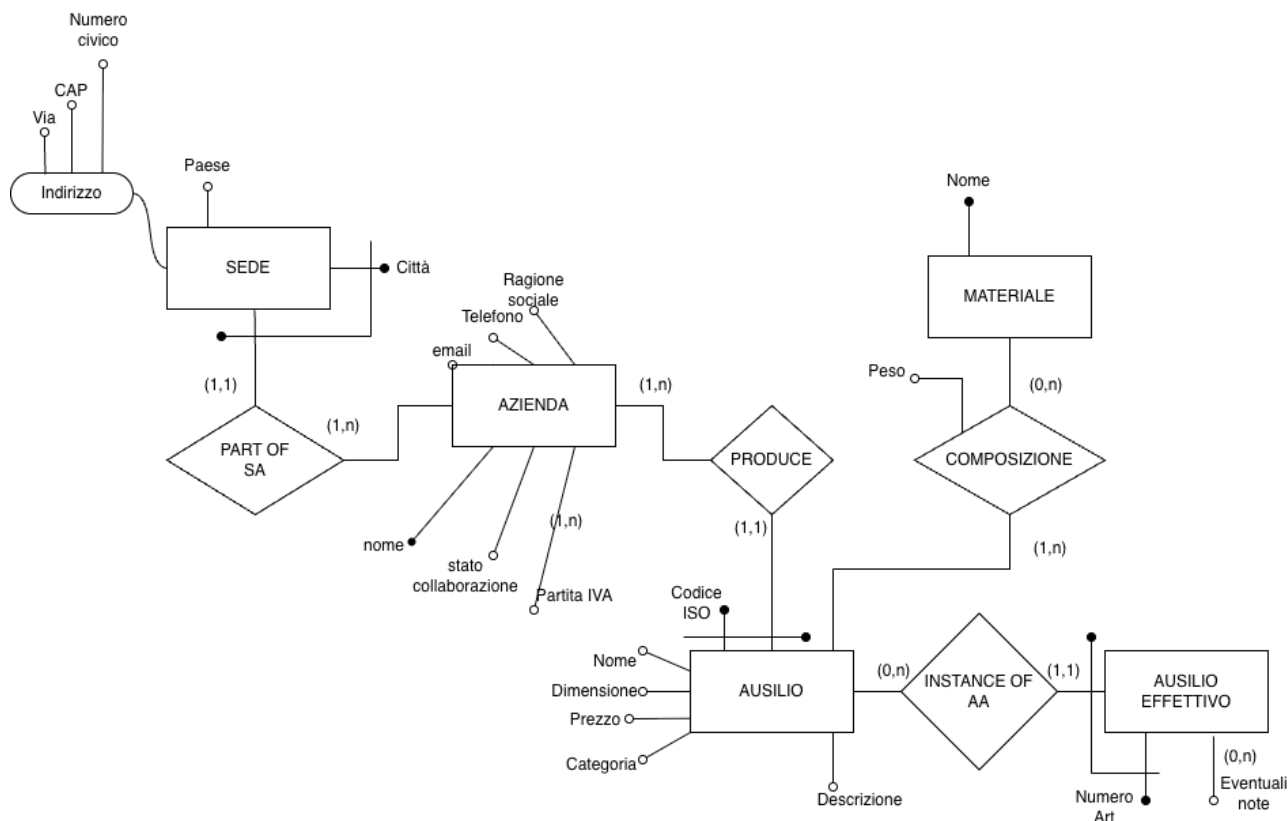 Numero
civico
CAP
Via
Indirizzo
Paese
SEDE
Città
Nome
MATERIALE
Ragione
sociale
Telefono
email
AZIENDA
(1,1)
(1,n)
(1,n)
Peso
(0,n)
PART OF
SA
PRODUCE
COMPOSIZIONE
nome
stato
collaborazione
(1,n)
Partita IVA
(1,1)
(1,n)
Codice
ISO
Nome
Dimensione
Prezzo
Categoria
AUSILIO
Descrizione
(0,n)
INSTANCE OF
AA
(1,1)
AUSILIO
EFFETTIVO
(0,n)
Numero
Art
Eventuali
note